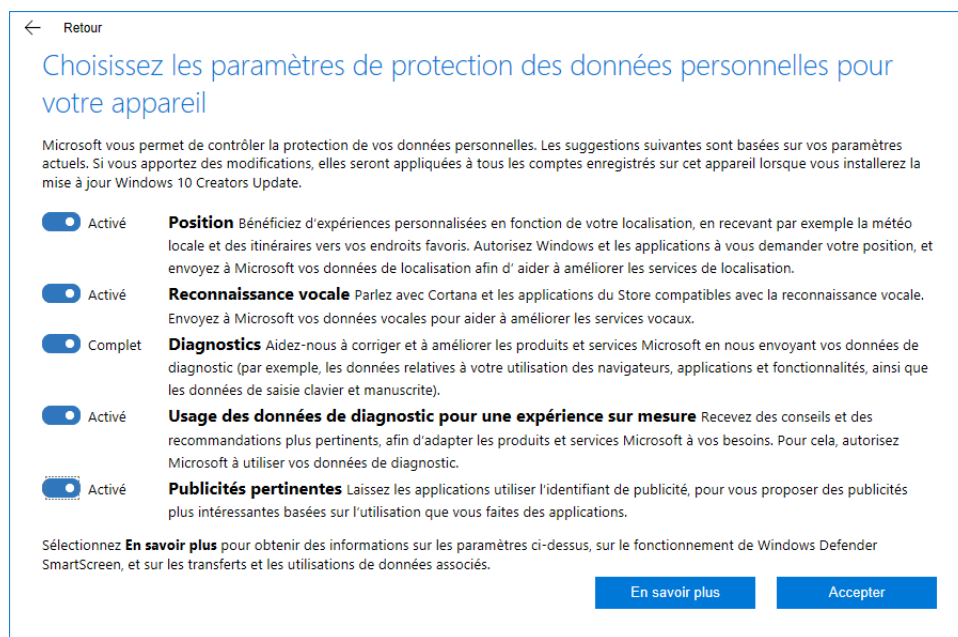 Retour
Choisissez les paramètres de protection des données personnelles pour
votre appareil
Microsoft vous permet de contrôler la protection de vos données personnelles. Les suggestions suivantes sont basées sur vos paramètres
actuels. Si vous apportez des modifications, elles seront appliquées à tous les comptes enregistrés sur cet appareil lorsque vous installerez la
mise à jour Windows 10 Creators Update.
Activé Position Bénéficiez d'expériences personnalisées en fonction de votre localisation, en recevant par exemple la météo
locale et des itinéraires vers vos endroits favoris. Autorisez Windows et les applications à vous demander votre position, et
envoyez à Microsoft vos données de localisation afin d' aider à améliorer les services de localisation.
Activé Reconnaissance vocale Parlez avec Cortana et les applications du Store compatibles avec la reconnaissance vocale.
Envoyez à Microsoft vos données vocales pour aider à améliorer les services vocaux.
Complet Diagnostics Aidez-nous à corriger et à améliorer les produits et services Microsoft en nous envoyant vos données de
diagnostic (par exemple, les données relatives à votre utilisation des navigateurs, applications et fonctionnalités, ainsi que
les données de saisie clavier et manuscrite).
Activé Usage des données de diagnostic pour une expérience sur mesure Recevez des conseils et des
recommandations plus pertinents, afin d'adapter les produits et services Microsoft à vos besoins. Pour cela, autorisez
Microsoft à utiliser vos données de diagnostic.
Activé Publicités pertinentes Laissez les applications utiliser l'identifiant de publicité, pour vous proposer des publicités
plus intéressantes basées sur l'utilisation que vous faites des applications.
Sélectionnez En savoir plus pour obtenir des informations sur les paramètres ci-dessus, sur le fonctionnement de Windows Defender
SmartScreen, et sur les transferts et les utilisations de données associés.
En savoir plus Accepter